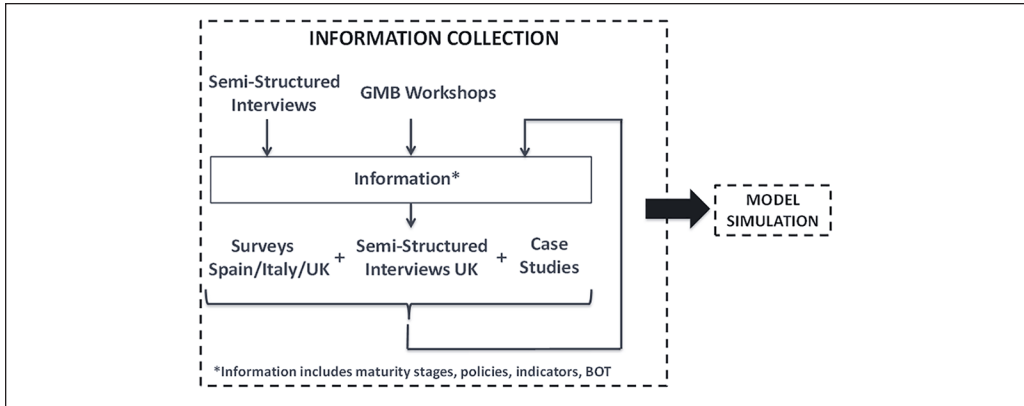 INFORMATION COLLECTION
Semi-Structured
Interviews
GMB Workshops
Information*
Surveys
Spain/Italy/UK
+
Semi-Structured
Interviews UK
+
Case
Studies
*Information includes maturity stages, policies, indicators, BOT
MODEL
SIMULATION